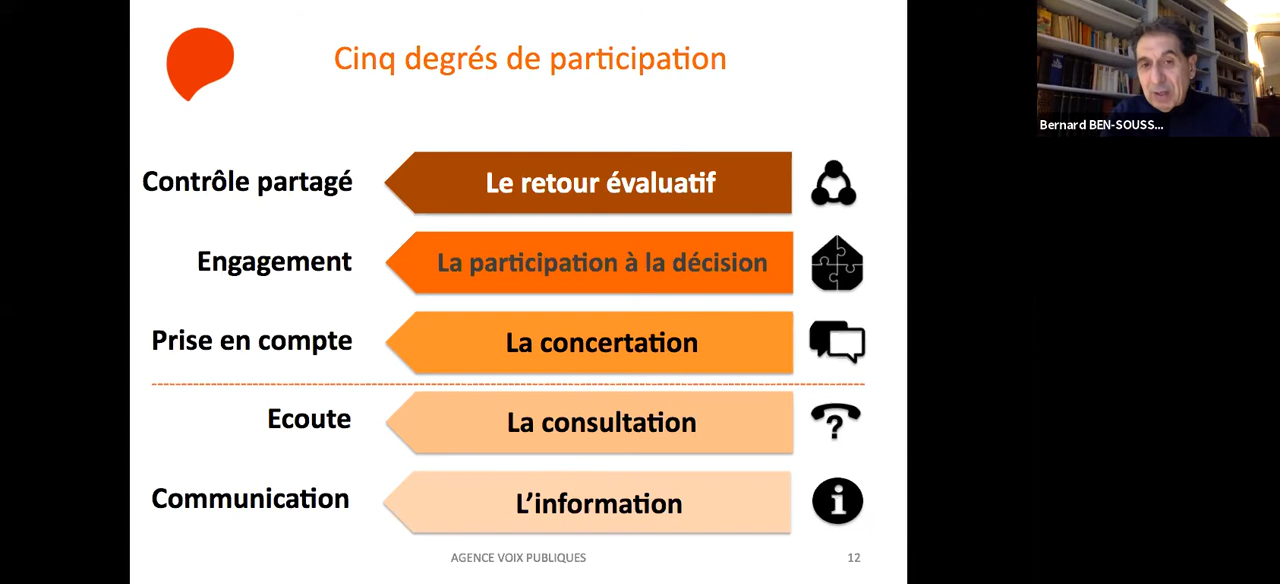 Cinq degrés de participation
Bernard BEN-SOUSS...
Contrôle partagé
Le retour évaluatif
Engagement
La participation à la décision
Prise en compte
La concertation
Ecoute
La consultation
?
Communication
L’information
i
AGENCE VOIX PUBLIQUES
12